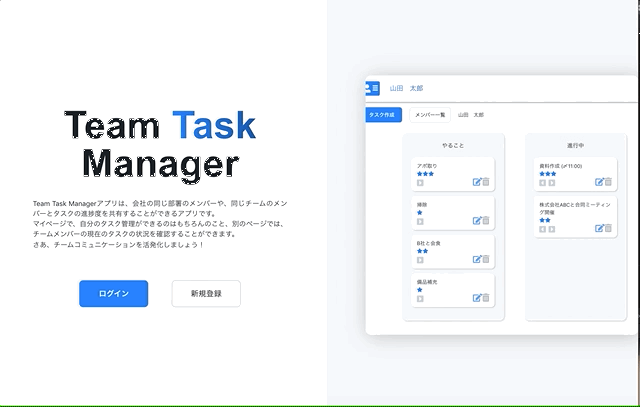 Team Task
Manager
Team Task Managerアプリは、会社の同じ部署のメンバーや、同じチームのメン
バーとタスクの進捗度を共有することができるアプリです。
マイページで、自分のタスク管理ができるのはもちろんのこと、別のページでは、
チームメンバーの現在のタスクの状況を確認することができます。
さあ、チームコミュニケーションを活発化しましょう！
ログイン
新規登録
山田 太郎
タスク作成
メンバー一覧
山田 太郎
やること
アポ取り
★★★
掃除
★
B社と会食
★★
備品補充
★
進行中
資料作成 (〆11:00)
★★★
株式会社ABCと合同ミーティン
グ開催
★★